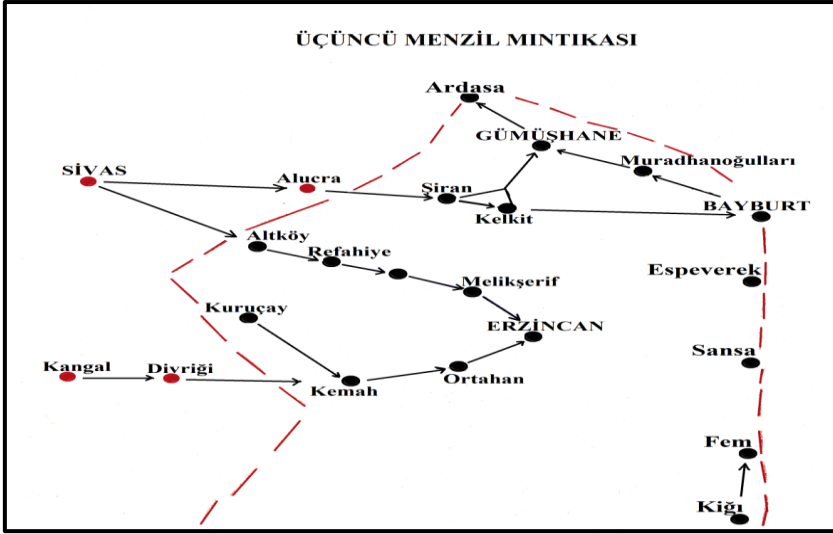 ÜÇÜNCÜ MENZİL MINTIKASI
Ardasa
GÜMÜŞHANE
Muradhanoğulları
SİVAS
Alucra
Şiran
Kelkit
BAYBURT
Altköy
Refahiye
Melikşerif
Espeverek
Kuruçay
ERZİNCAN
Sansa
Kangal
Divriği
Kemah
Ortahan
Fem
Kiğı